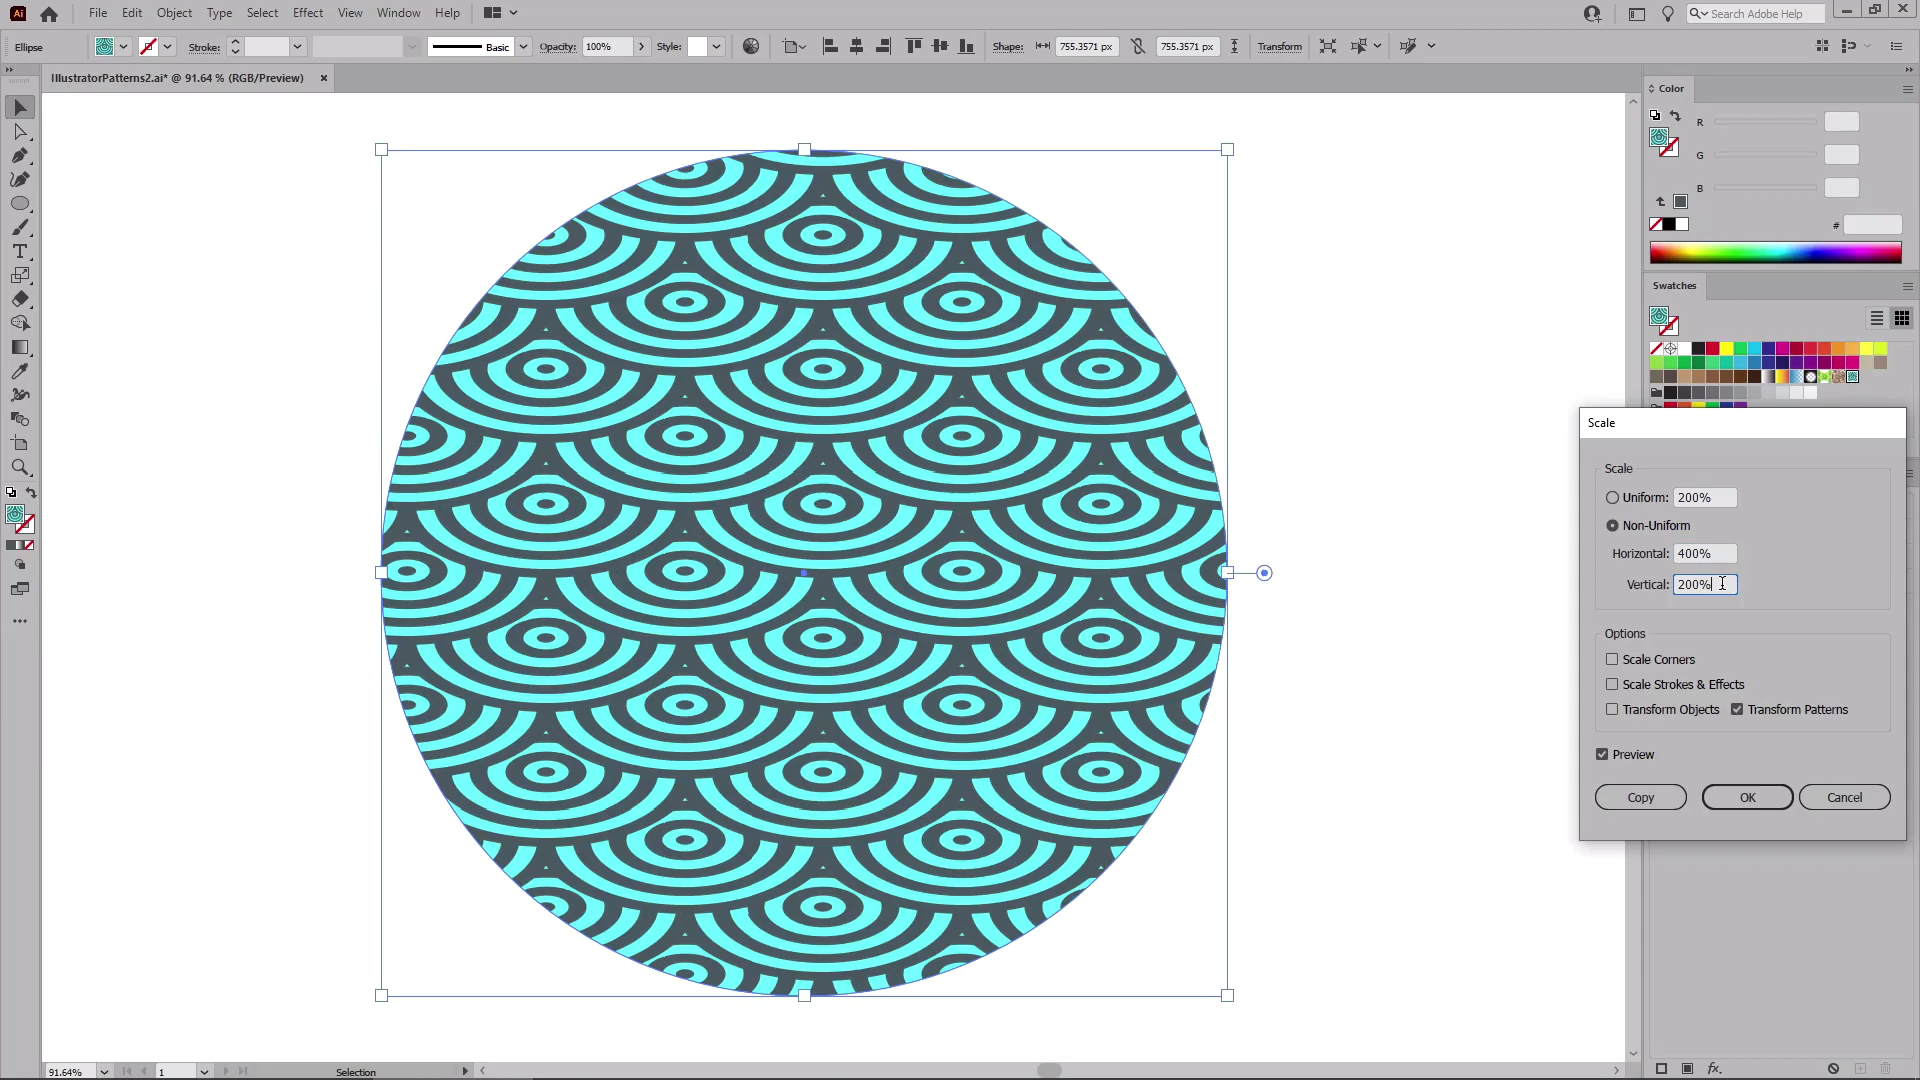 Ai File Edit Object Type Select Effect View Window Help Search Adobe Help
Ellipse Stroke: Basic Opacity: 100% Style: Shape: 755.3571 px 755.3571 px Transform
IllustratorPatterns2.ai* @ 91.64 % (RGB/Preview)
Color
R
G
B
#
Swatches
Scale
Scale
Uniform: 200%
Non-Uniform
Horizontal: 400%
Vertical: 200%
Options
Scale Corners
Scale Strokes & Effects
Transform Objects Transform Patterns
Preview
Copy OK Cancel
91.64% 1 Selection fx.